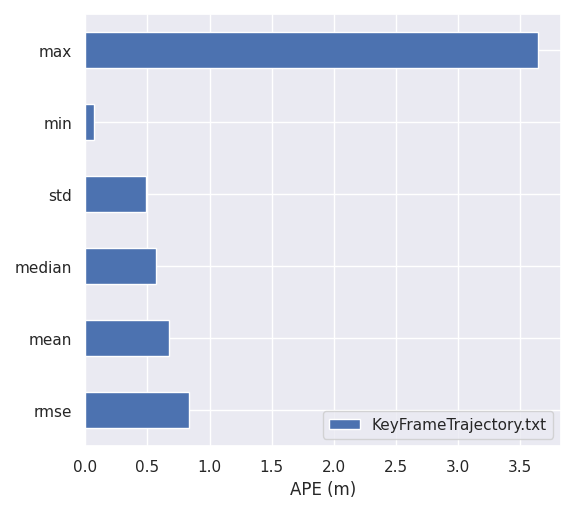 max
min
std
median
mean
rmse
KeyFrameTrajectory.txt
0.0 0.5 1.0 1.5 2.0 2.5 3.0 3.5
APE (m)